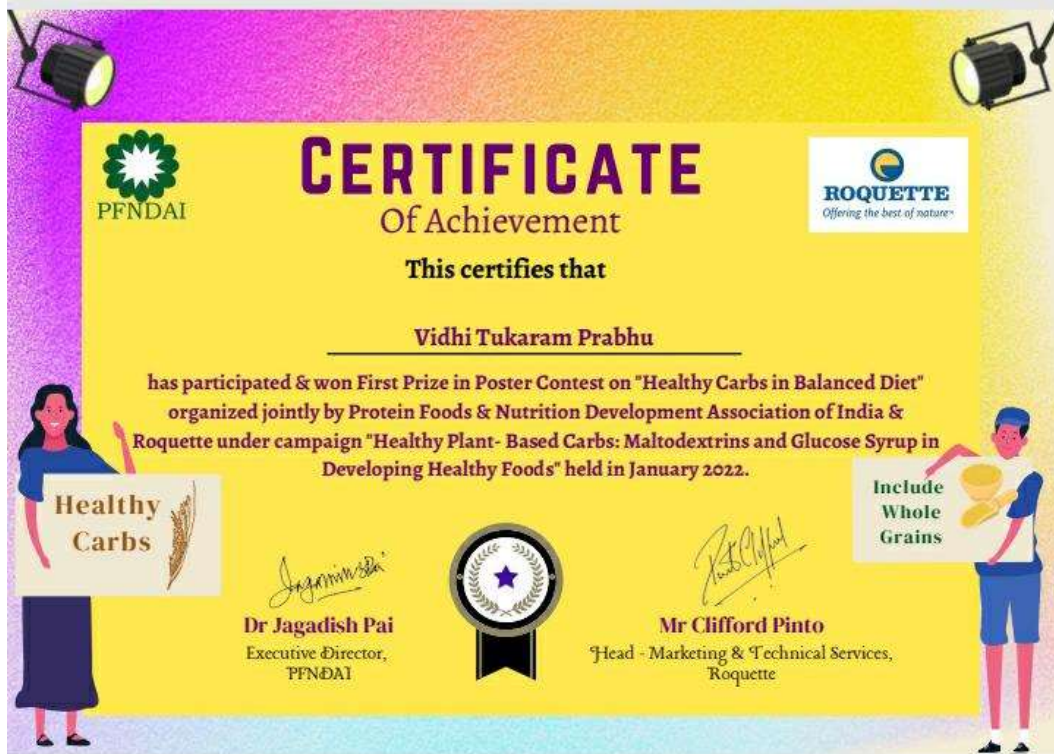 CERTIFICATE
Of Achievement
PFNDAI
ROQUETTE
Offering the best of nature™
This certifies that
Vidhi Tukaram Prabhu
has participated & won First Prize in Poster Contest on "Healthy Carbs in Balanced Diet"
organized jointly by Protein Foods & Nutrition Development Association of India &
Roquette under campaign "Healthy Plant- Based Carbs: Maltodextrins and Glucose Syrup in
Developing Healthy Foods" held in January 2022.
Healthy
Carbs
Include
Whole
Grains
Dr Jagadish Pai
Executive Director,
PFNDAI
Mr Clifford Pinto
Head - Marketing & Technical Services,
Roquette